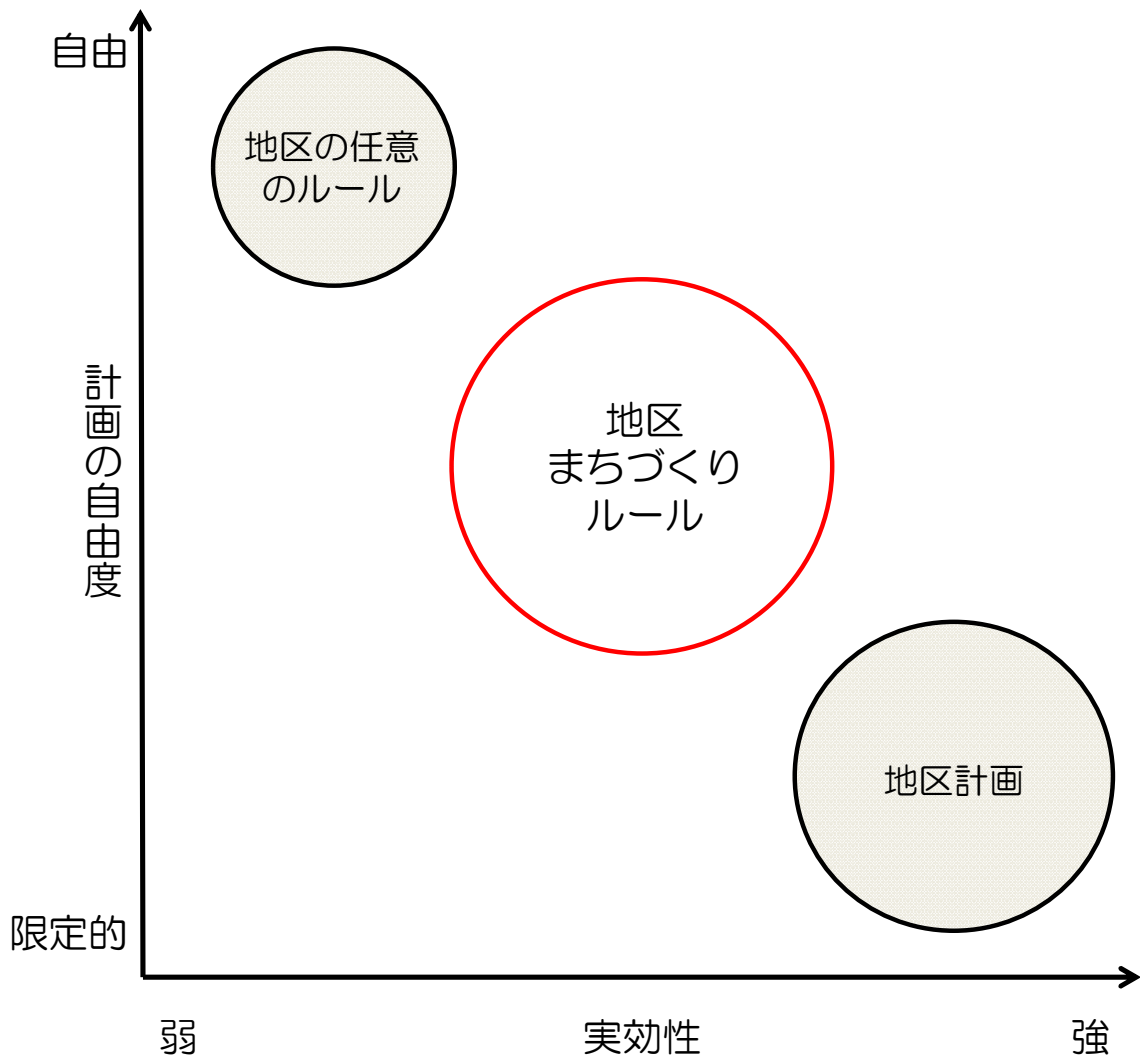 自由
地区の任意
のルール
計画の自由度
地区
まちづくり
ルール
地区計画
限定的
弱
実効性
強